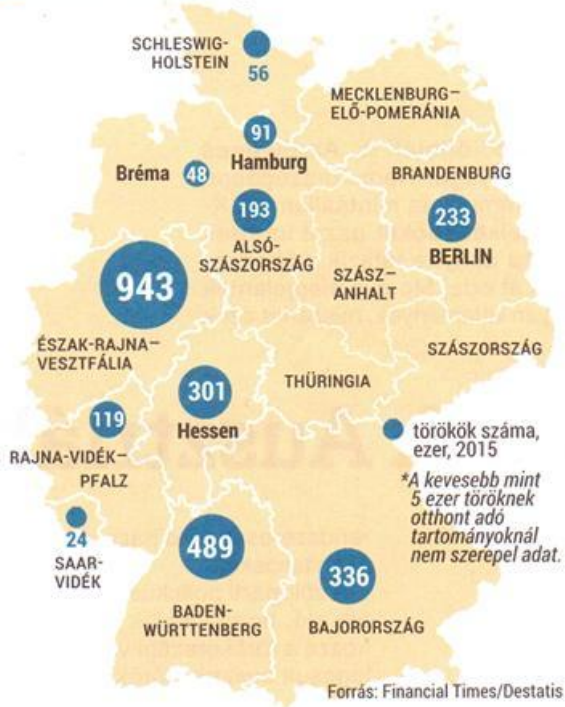 SCHLESWIG-
HOLSTEIN
56
MECKLENBURG–
ELŐ-POMERÁNIA
91
Hamburg
Bréma
48
BRANDENBURG
193
ALSÓ-
SZÁSZORSZÁG
233
BERLIN
943
SZÁSZ–
ANHALT
ÉSZAK-RAJNA–
VESZTFÁLIA
SZÁSZORSZÁG
THÜRINGIA
301
Hessen
119
RAJNA-VIDÉK–
PFALZ
törökök száma,
ezer, 2015
*A kevesebb mint
5 ezer töröknek
otthont adó
tartományoknál
nem szerepel adat.
24
SAAR-
VIDÉK
489
BADEN-
WÜRTTENBERG
336
BAJORORSZÁG
Forrás: Financial Times/Destatis